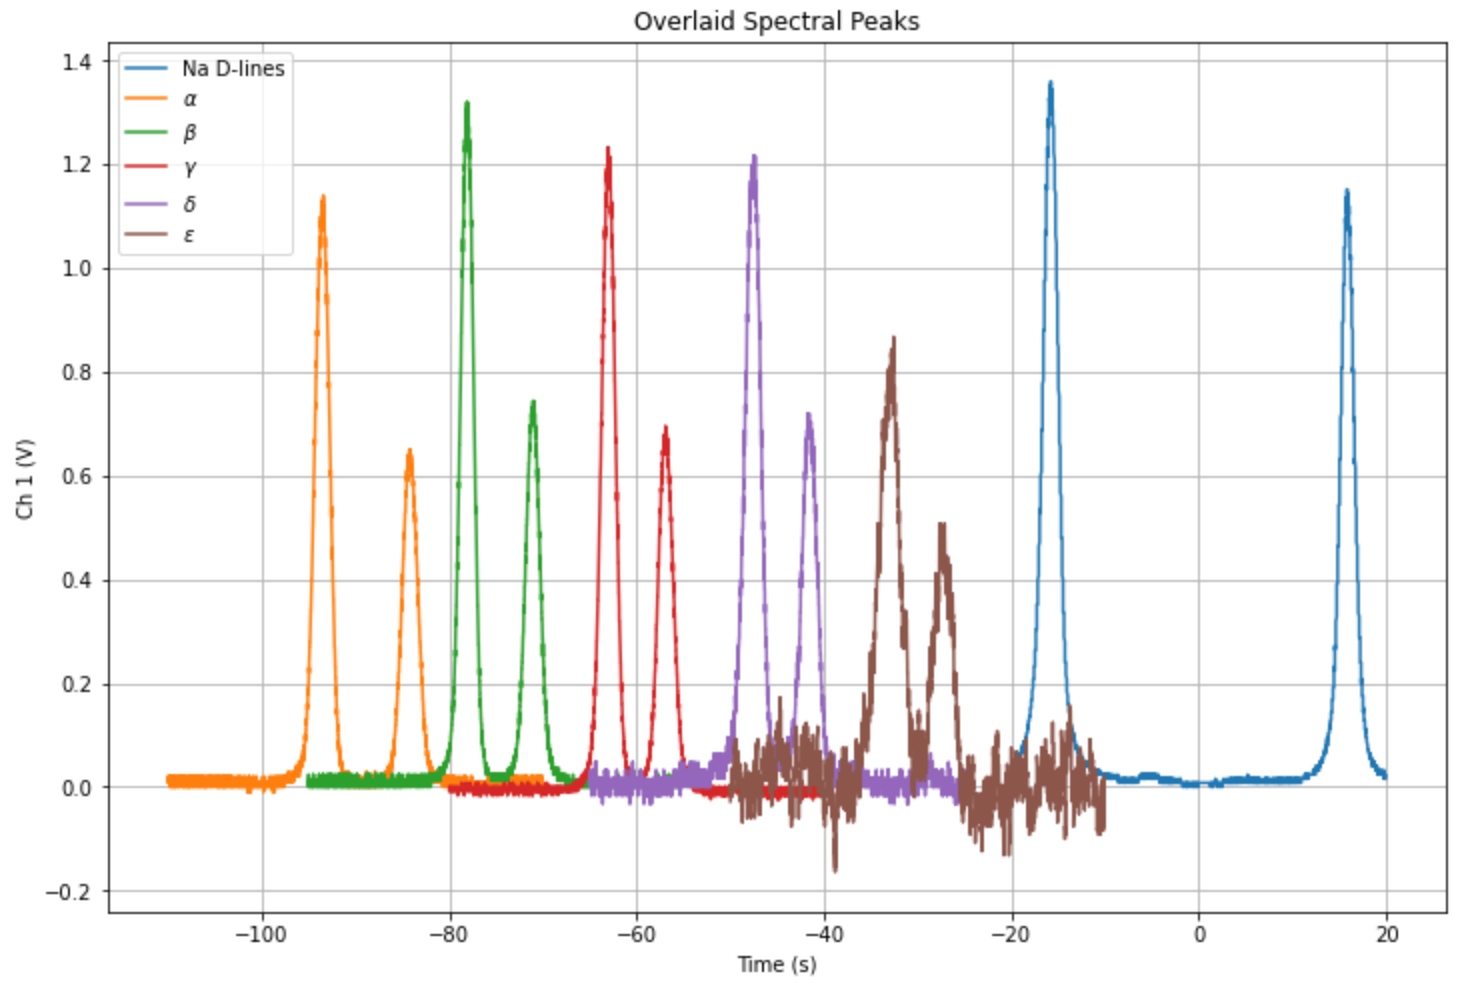 Overlaid Spectral Peaks
Na D-lines
α
β
γ
δ
ε
1.4
1.2
1.0
0.8
0.6
0.4
0.2
0.0
−0.2
Ch 1 (V)
−100
−80
−60
−40
−20
0
20
Time (s)